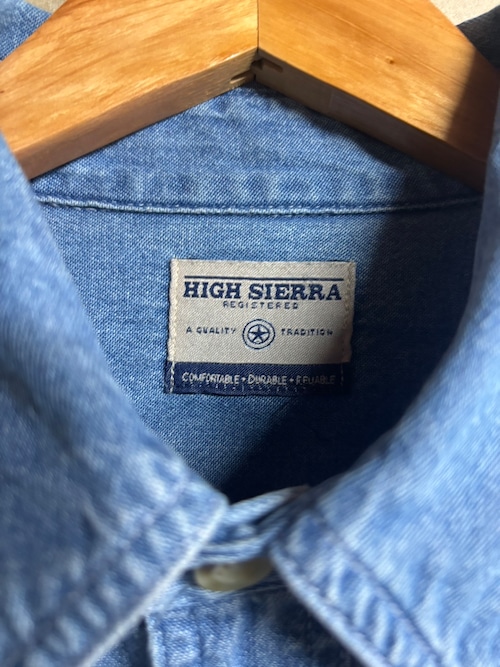 HIGH SIERRA
REGISTERED
A QUALITY TRADITION
COMFORTABLE • DURABLE • RELIABLE